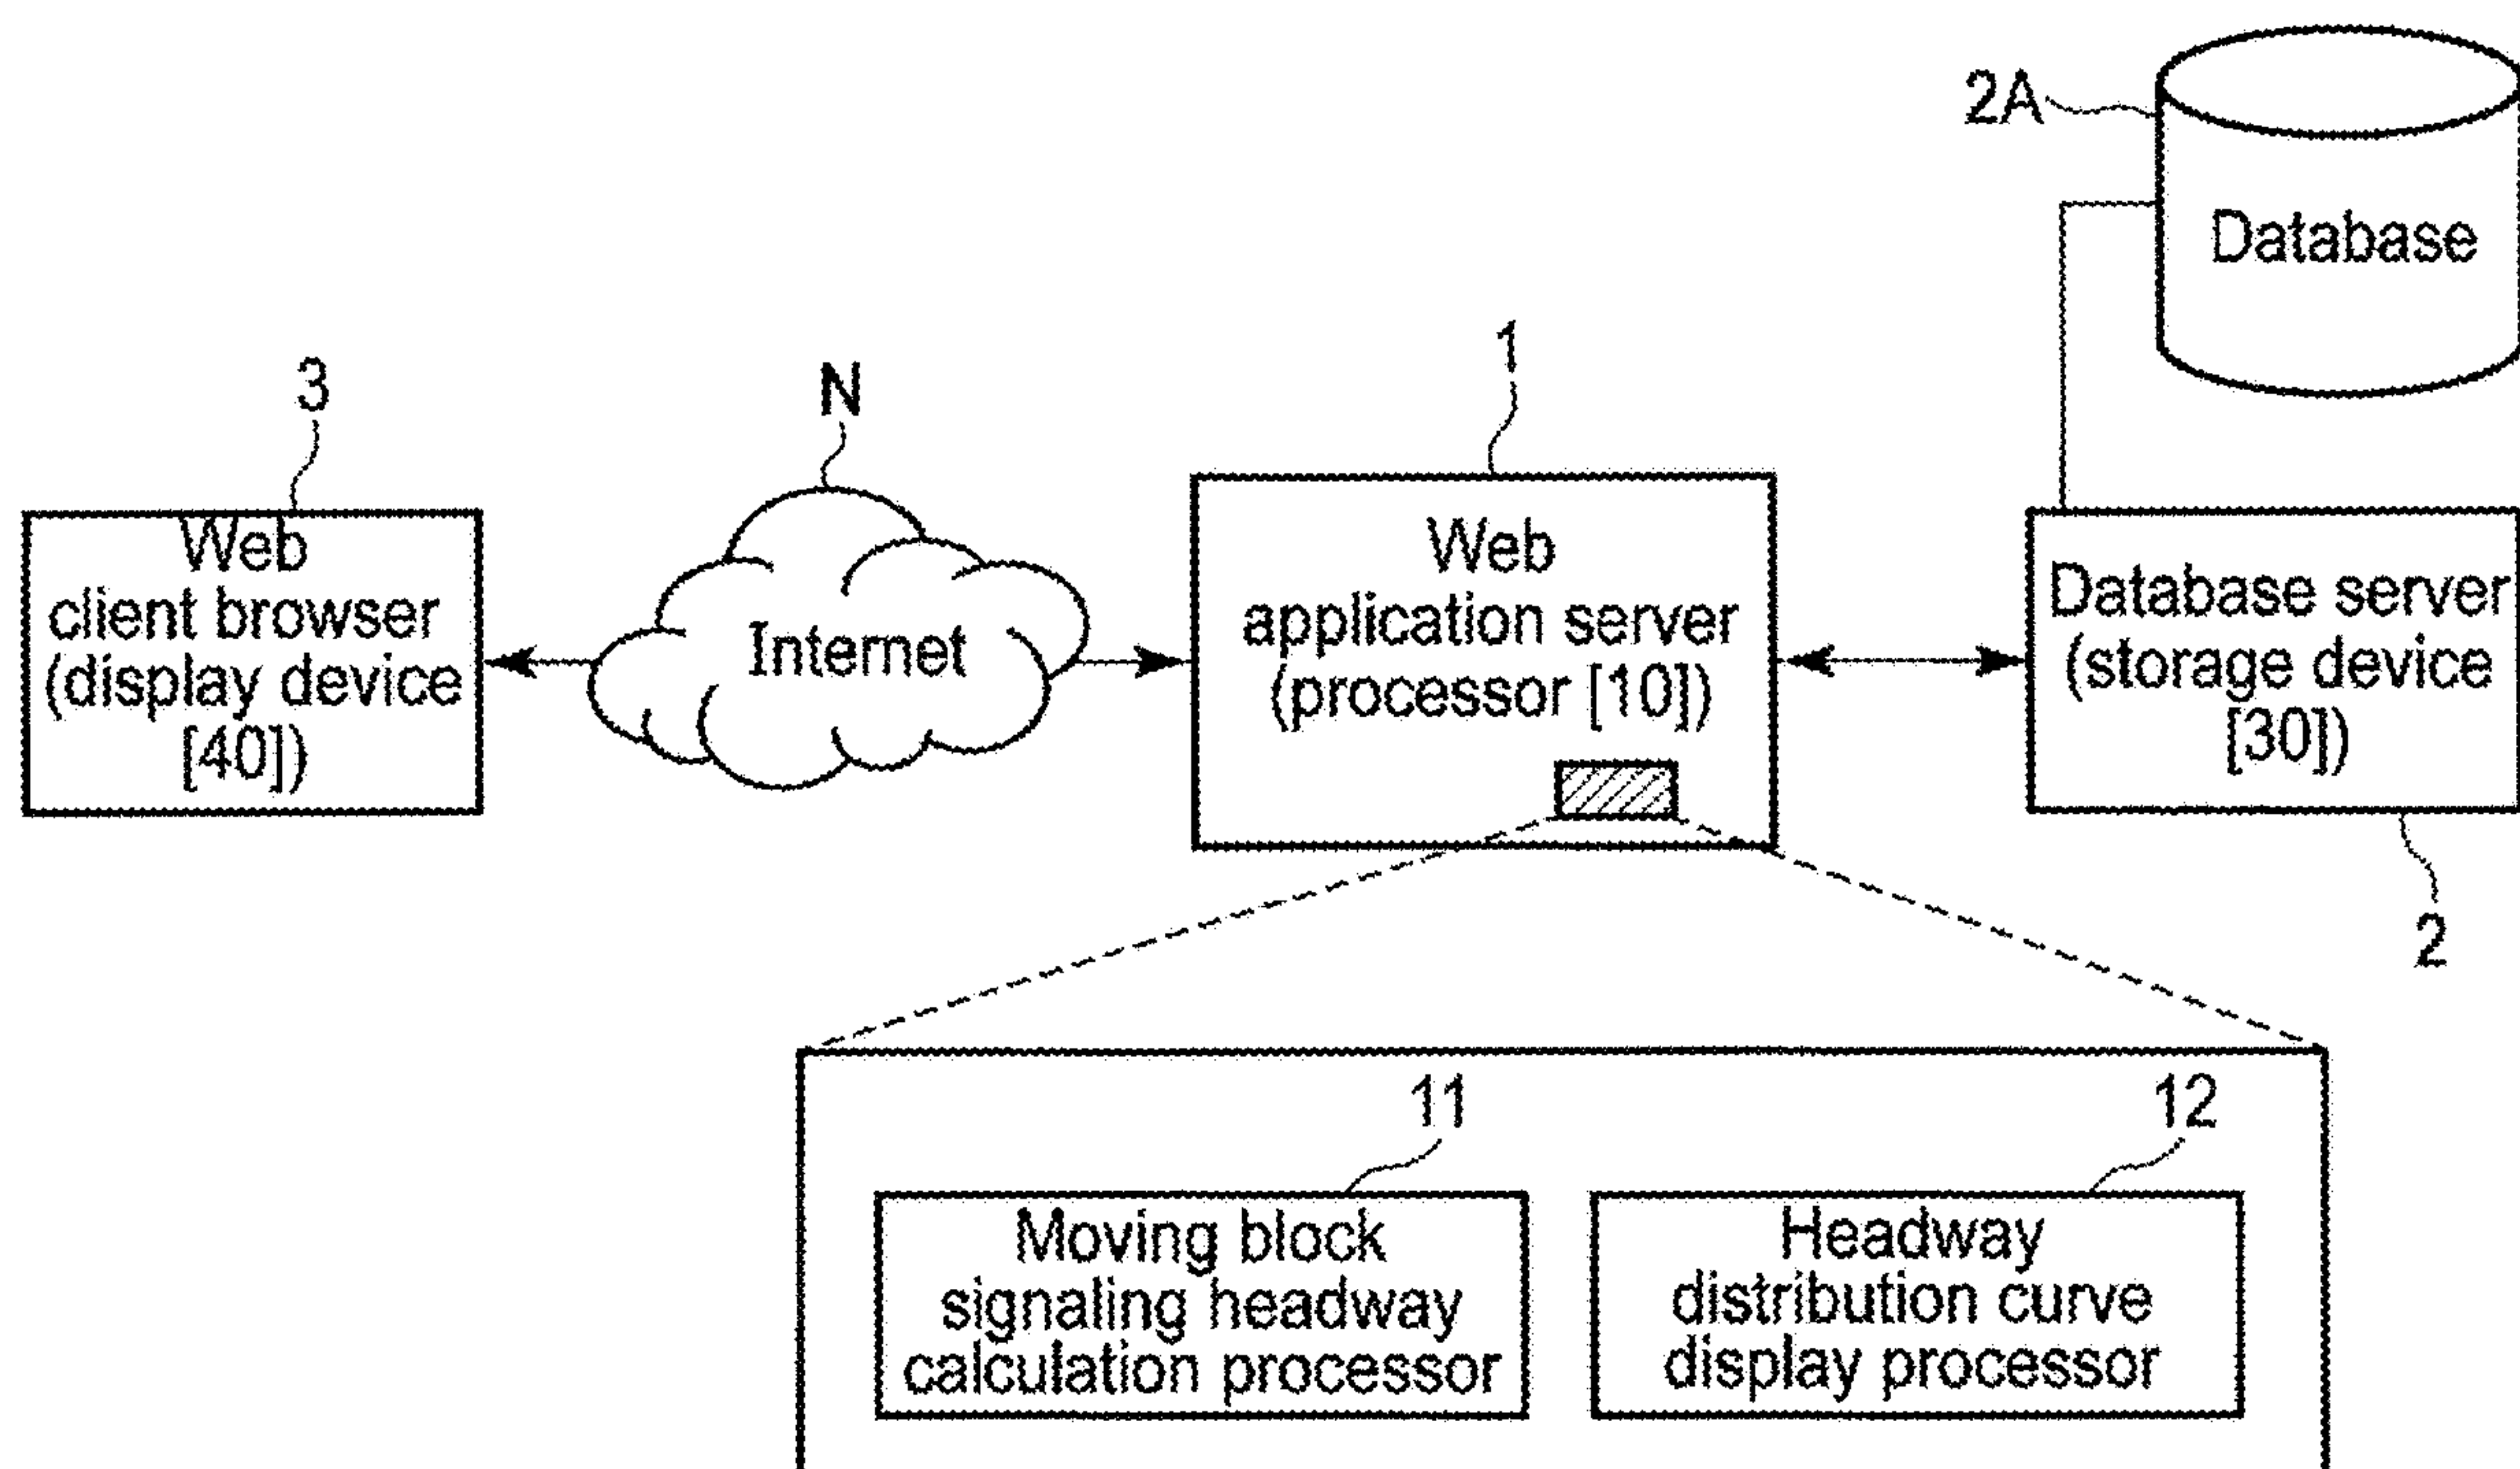 2A
Database
3
N
1
Web
client browser
(display device
[40])
Internet
Web
application server
(processor [10])
Database server
(storage device
[30])
2
11
12
Moving block
signaling headway
calculation processor
Headway
distribution curve
display processor